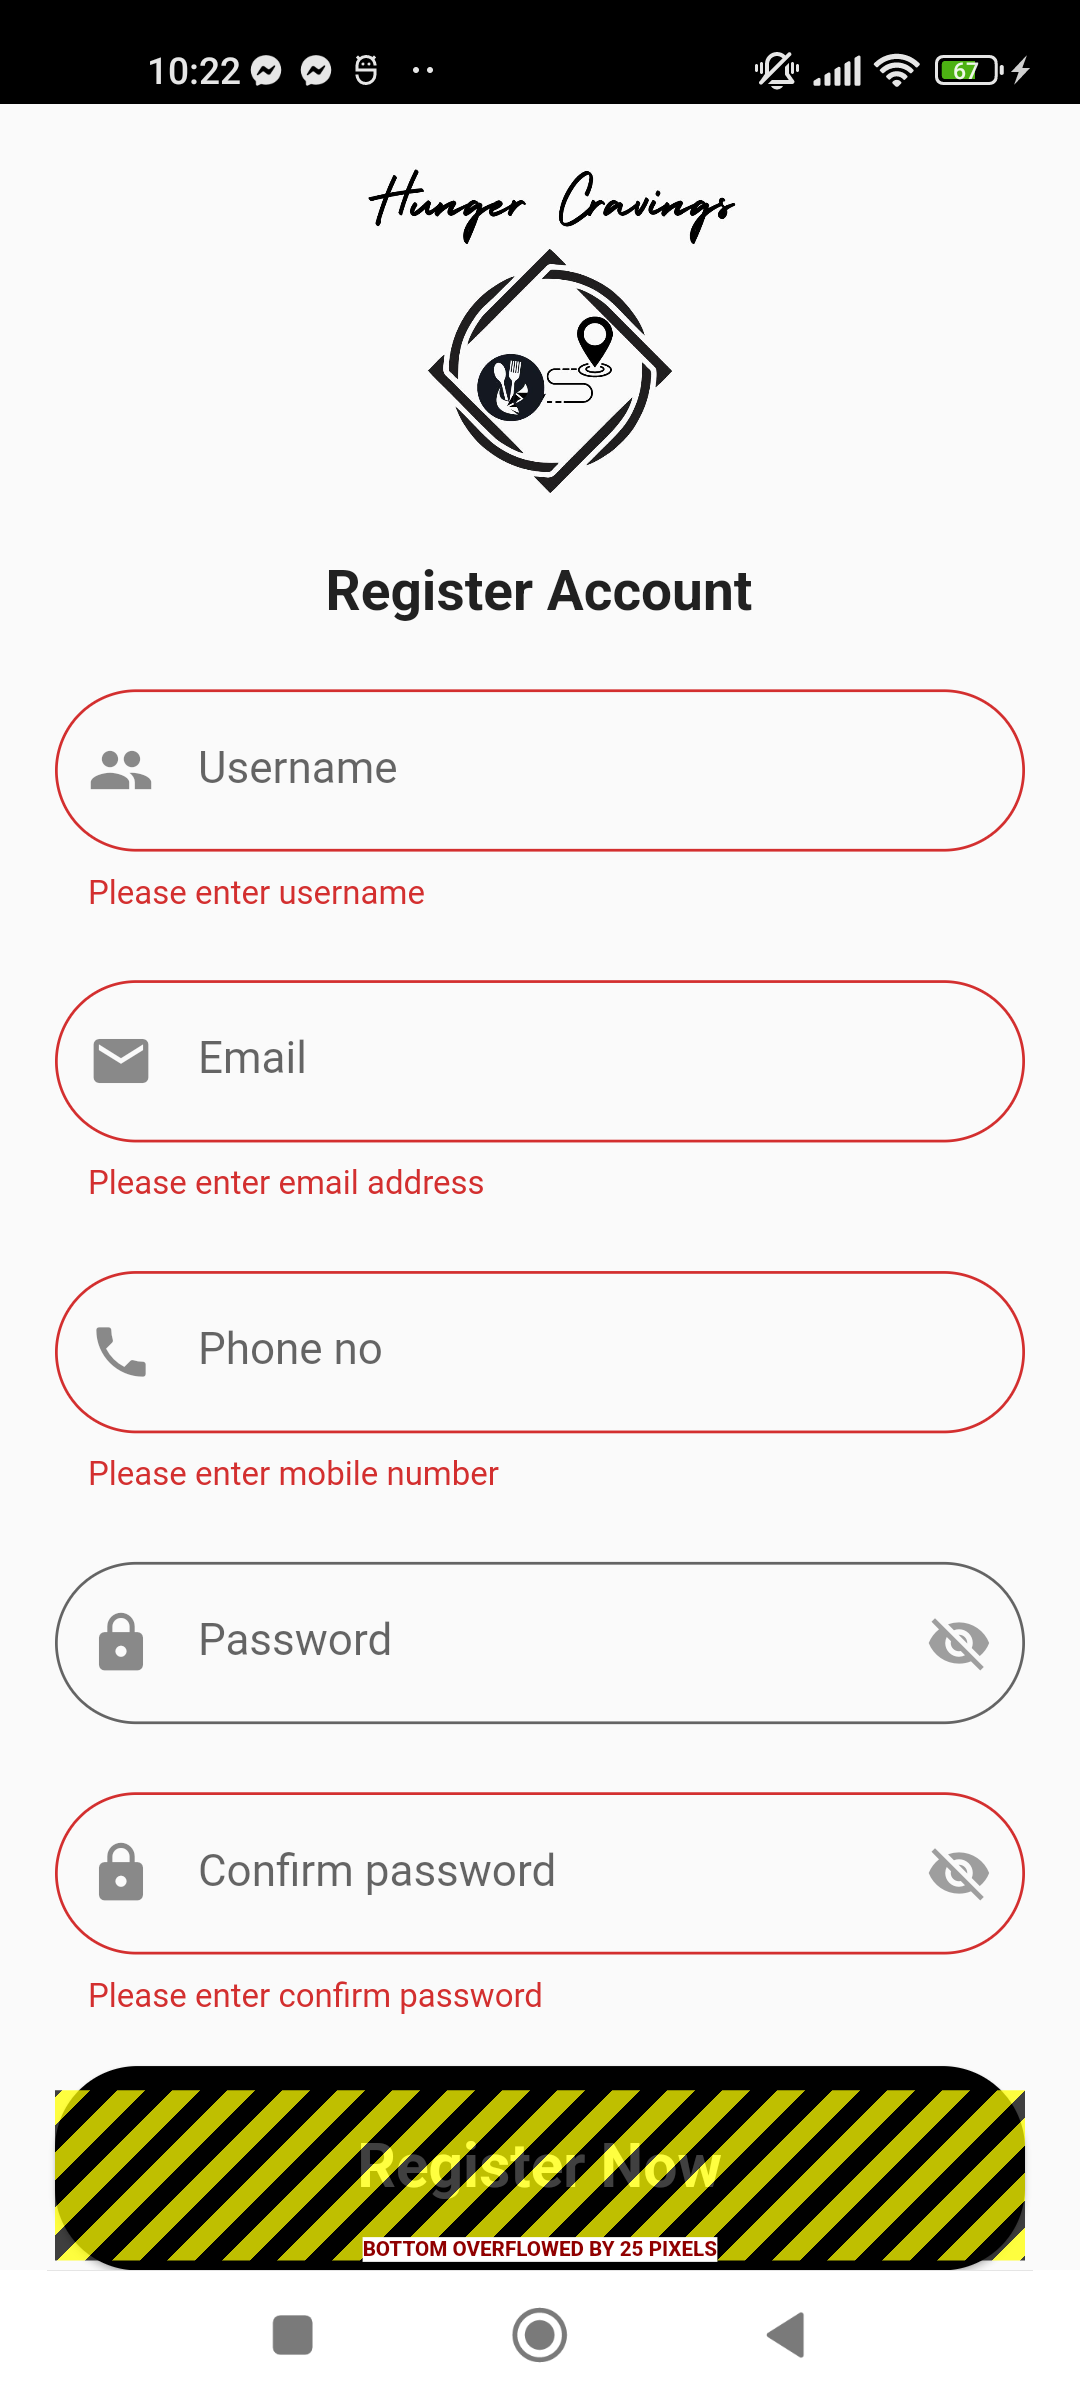 10:22
67
Hunger Cravings
Register Account
Username
Please enter username
Email
Please enter email address
Phone no
Please enter mobile number
Password
Confirm password
Please enter confirm password
Register Now
BOTTOM OVERFLOWED BY 25 PIXELS